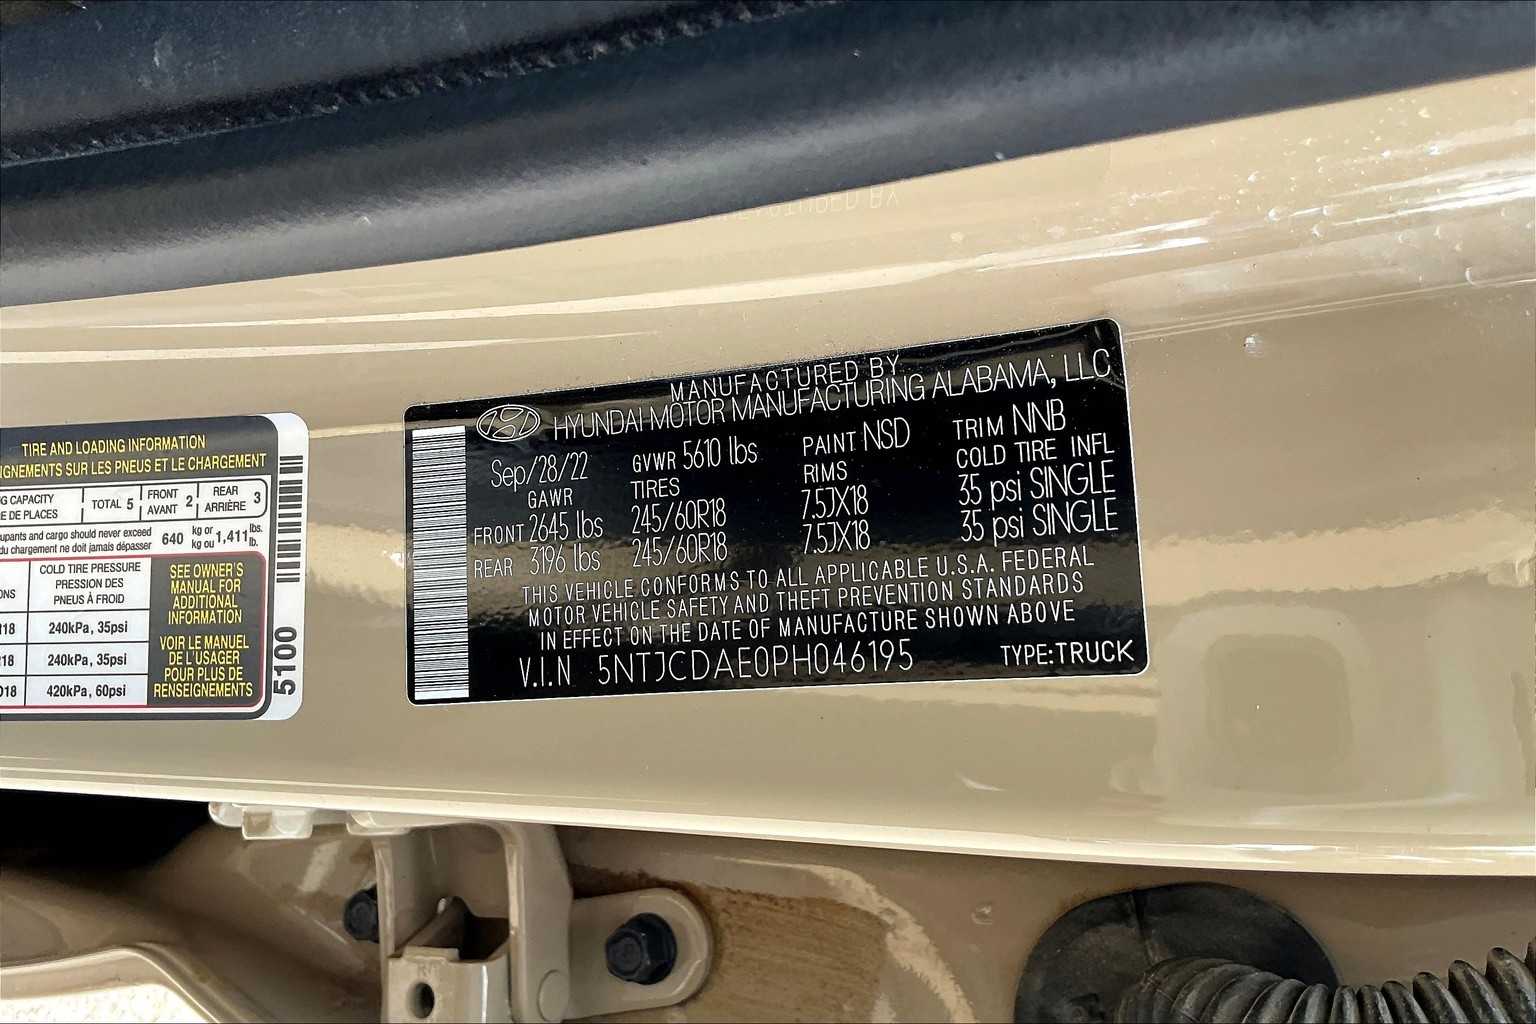 TIRE AND LOADING INFORMATION
SUR LES PNEUS ET LE CHARGEMENT
CAPACITY
DE PLACES
TOTAL 5
FRONT
AVANT 2
REAR
ARRIÈRE 3
and cargo should never exceed
du chargement ne doit jamais dépasser
640 kg or
kg ou 1,411 lbs.
lb.
COLD TIRE PRESSURE
PRESSION DES
PNEUS À FROID
240kPa, 35psi
240kPa, 35psi
420kPa, 60psi
SEE OWNER'S
MANUAL FOR
ADDITIONAL
INFORMATION
VOIR LE MANUEL
DE L'USAGER
POUR PLUS DE
RENSEIGNEMENTS
5100
MANUFACTURED BY
HYUNDAI MOTOR MANUFACTURING ALABAMA, LLC
Sep/28/22 GVWR 5610 lbs PAINT NSD TRIM NNB
GAWR TIRES RIMS COLD TIRE INFL
FRONT 2645 lbs 245/60R18 7.5JX18 35 psi SINGLE
REAR 3196 lbs 245/60R18 7.5JX18 35 psi SINGLE
THIS VEHICLE CONFORMS TO ALL APPLICABLE U.S.A. FEDERAL
MOTOR VEHICLE SAFETY AND THEFT PREVENTION STANDARDS
IN EFFECT ON THE DATE OF MANUFACTURE SHOWN ABOVE
V.I.N 5NTJCDAE0PH046195 TYPE:TRUCK